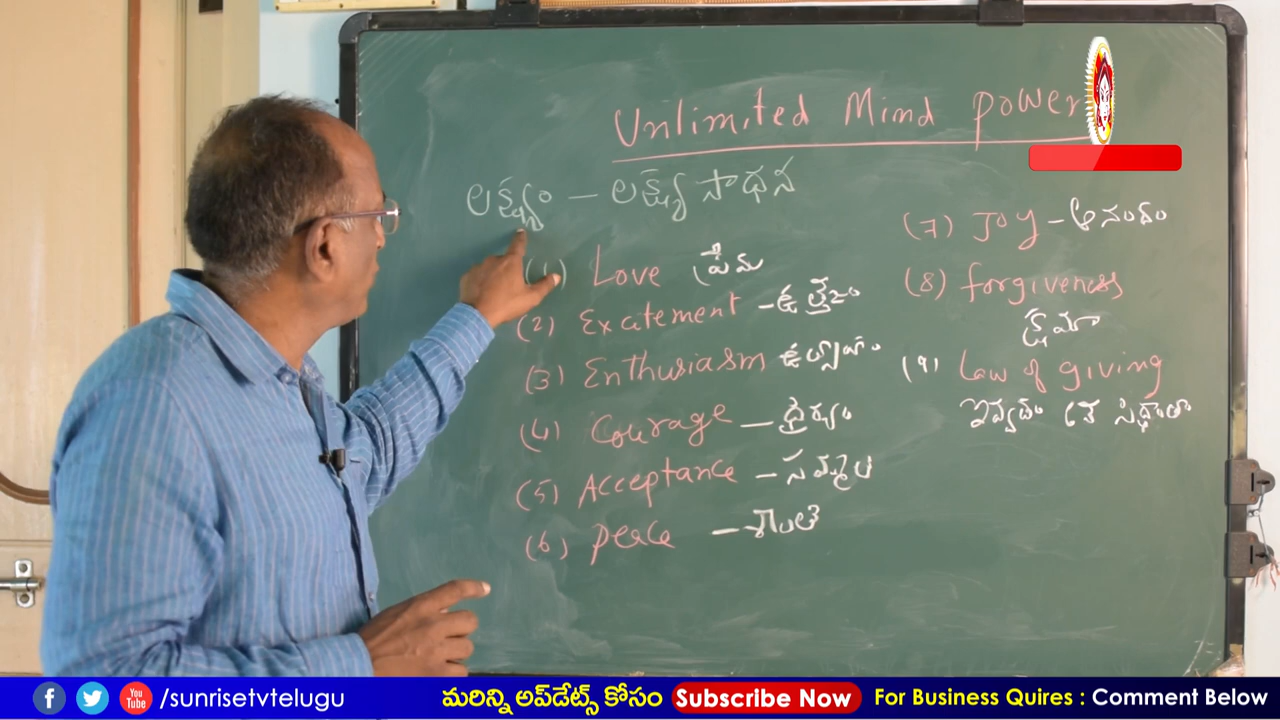 Unlimited Mind Power
లక్ష్యం – లక్ష్య సాధన
(1) Love ప్రేమ
(2) Excitement – ఉత్తేజం
(3) Enthusiasm ఉత్సాహం
(4) Courage – ధైర్యం
(5) Acceptance – సమ్మతి
(6) Peace – శాంతి
(7) Joy – ఆనందం
(8) forgiveness
క్షమా
(9) Law of giving
ఇవ్వడం సిద్ధాంతం
/sunrisetvtelugu
మరిన్ని అప్‌డేట్స్ కోసం Subscribe Now
For Business Quires : Comment Below